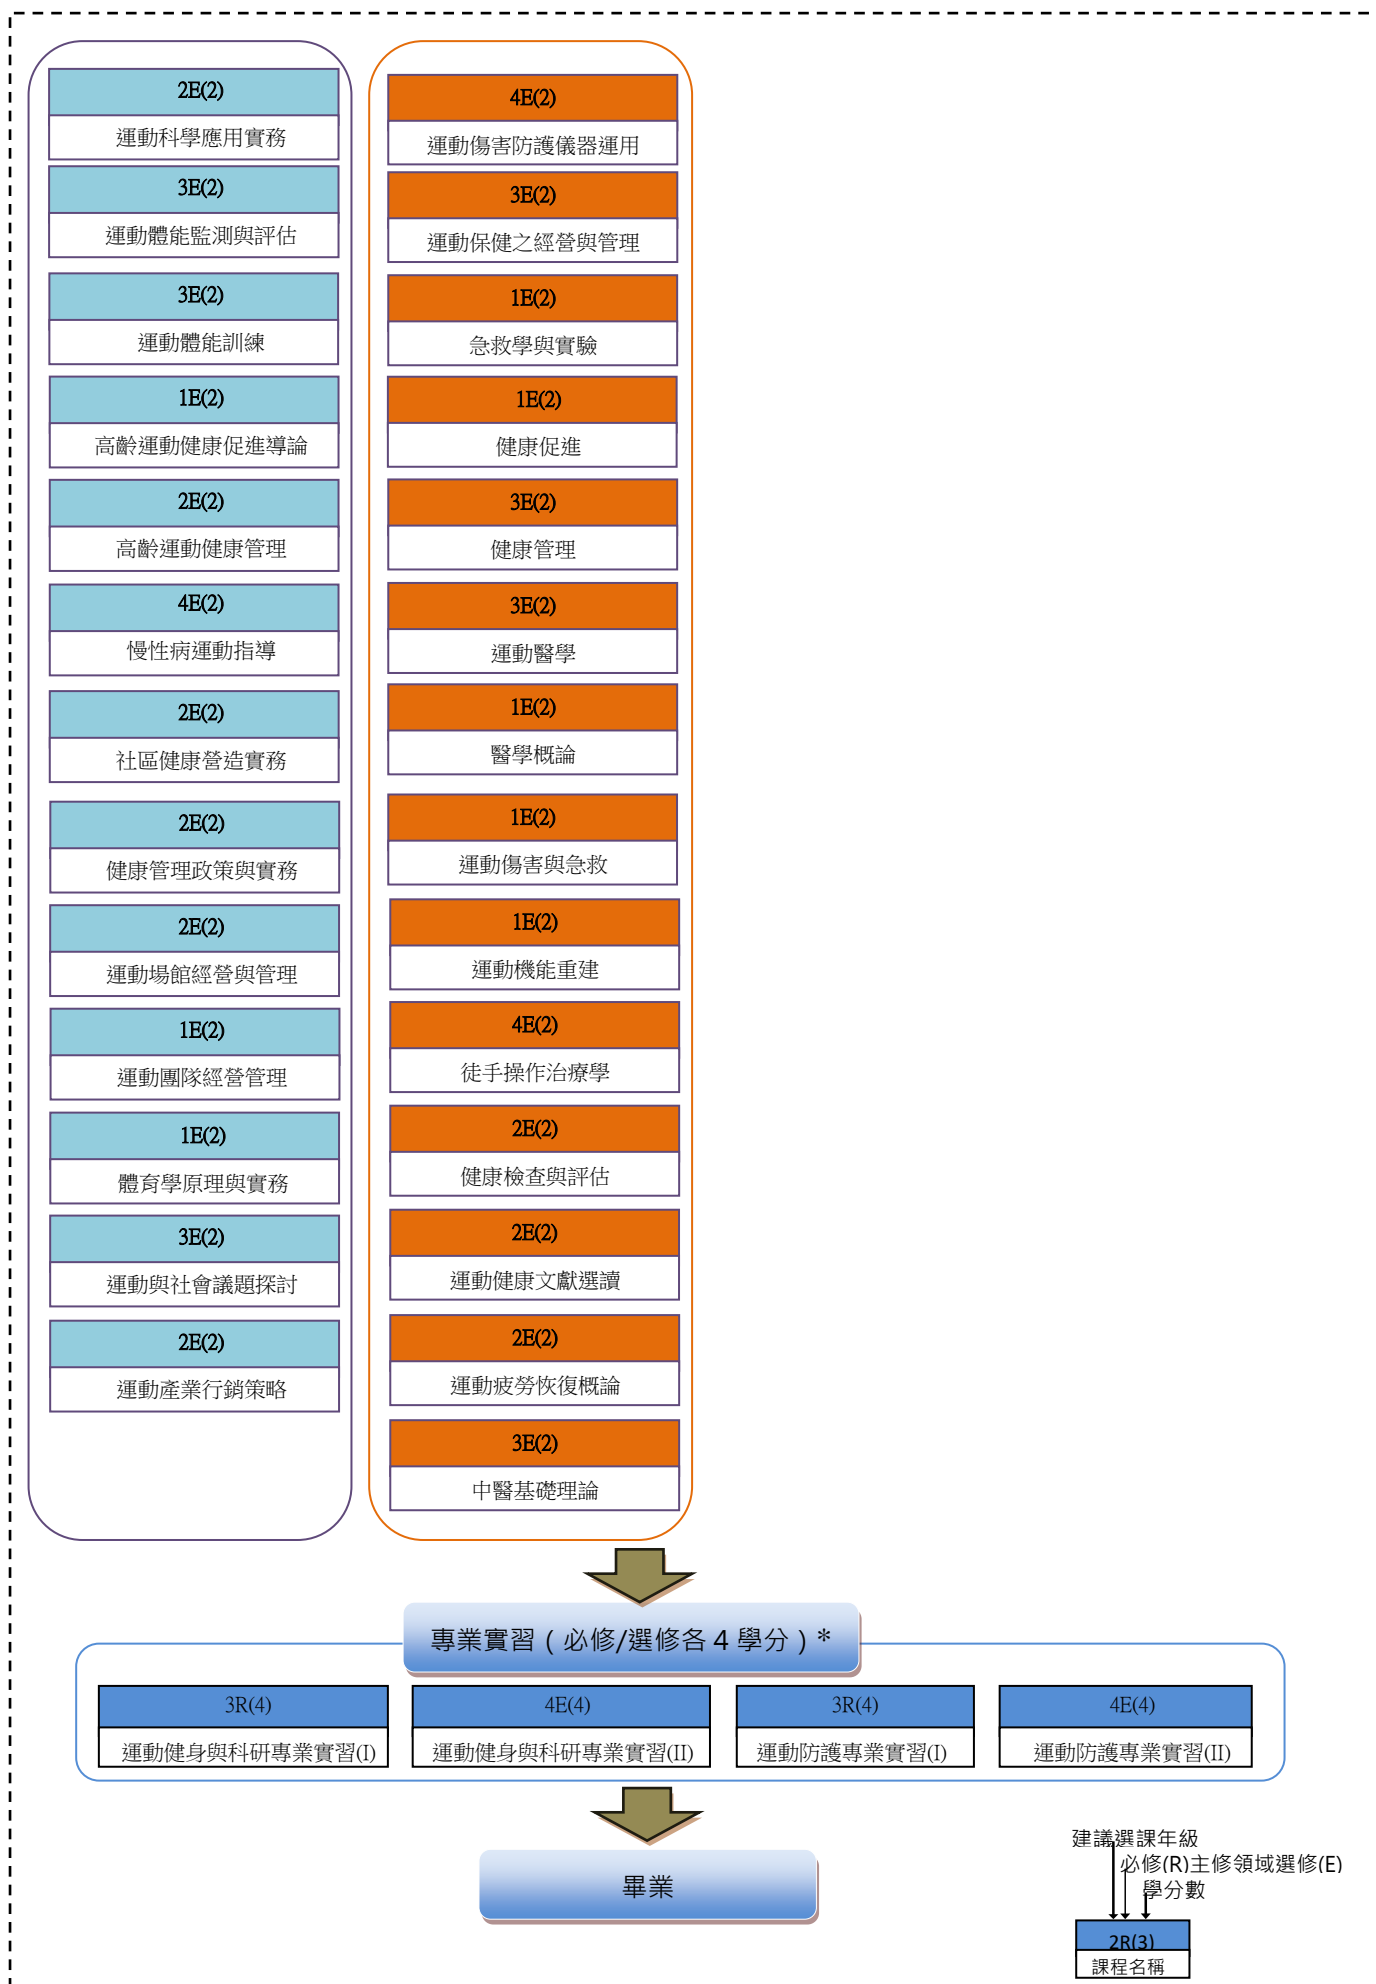 2E(2)
運動科學應用實務
3E(2)
運動體能監測與評估
3E(2)
運動體能訓練
1E(2)
高齡運動健康促進導論
2E(2)
高齡運動健康管理
4E(2)
慢性病運動指導
2E(2)
社區健康營造實務
2E(2)
健康管理政策與實務
2E(2)
運動場館經營與管理
1E(2)
運動團隊經營管理
1E(2)
體育學原理與實務
3E(2)
運動與社會議題探討
2E(2)
運動產業行銷策略
4E(2)
運動傷害防護儀器運用
3E(2)
運動保健之經營與管理
1E(2)
急救學與實驗
1E(2)
健康促進
3E(2)
健康管理
3E(2)
運動醫學
1E(2)
醫學概論
1E(2)
運動傷害與急救
1E(2)
運動機能重建
4E(2)
徒手操作治療學
2E(2)
健康檢查與評估
2E(2)
運動健康文獻選讀
2E(2)
運動疲勞恢復概論
3E(2)
中醫基礎理論
專業實習（必修/選修各 4 學分）*
3R(4)
運動健身與科研專業實習(I)
4E(4)
運動健身與科研專業實習(II)
3R(4)
運動防護專業實習(I)
4E(4)
運動防護專業實習(II)
畢業
建議選課年級
必修(R)主修領域選修(E)
學分數
2R(3)
課程名稱